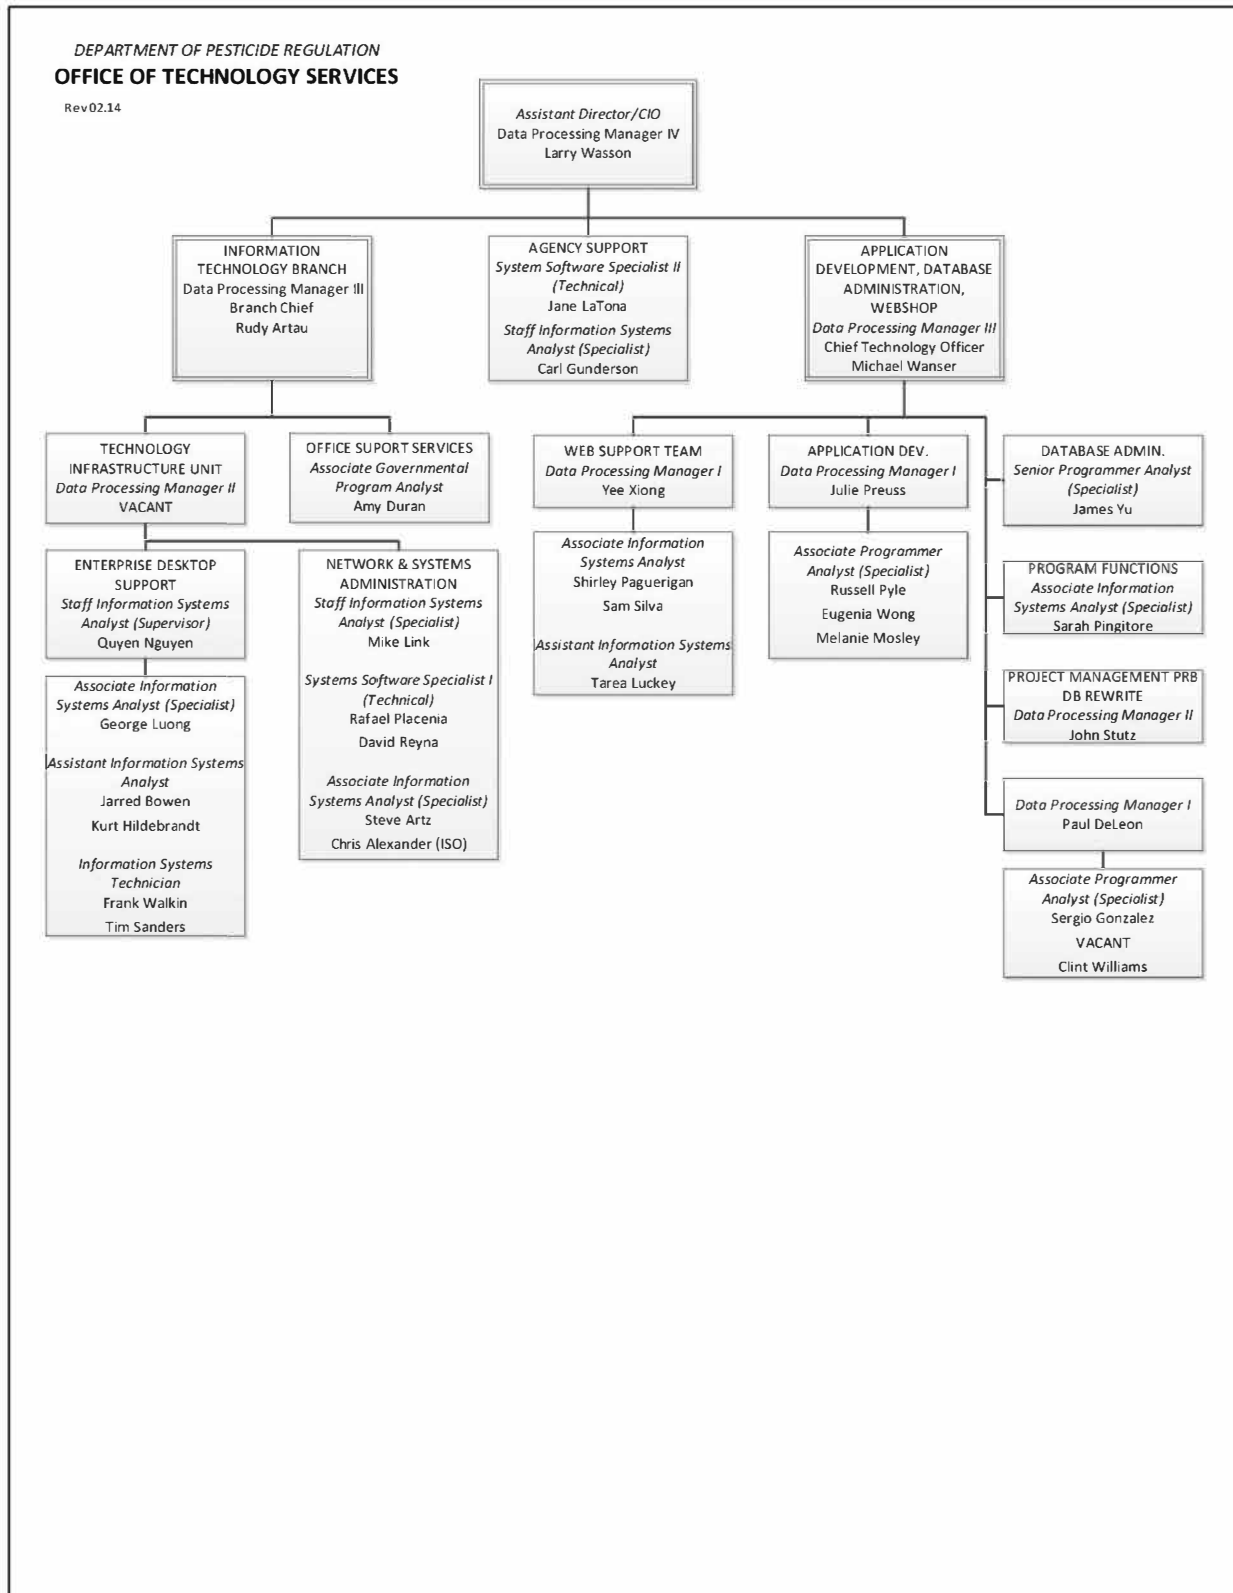 DEPARTMENT OF PESTICIDE REGULATION
OFFICE OF TECHNOLOGY SERVICES
Rev 02.14
Assistant Director/CIO
Data Processing Manager IV
Larry Wasson
INFORMATION
TECHNOLOGY BRANCH
Data Processing Manager III
Branch Chief
Rudy Artau
AGENCY SUPPORT
System Software Specialist II
(Technical)
Jane LaTona
Staff Information Systems
Analyst (Specialist)
Carl Gunderson
APPLICATION
DEVELOPMENT, DATABASE
ADMINISTRATION,
WEBSHOP
Data Processing Manager III
Chief Technology Officer
Michael Wanser
TECHNOLOGY
INFRASTRUCTURE UNIT
Data Processing Manager II
VACANT
OFFICE SUPORT SERVICES
Associate Governmental
Program Analyst
Amy Duran
WEB SUPPORT TEAM
Data Processing Manager I
Yee Xiong
APPLICATION DEV.
Data Processing Manager I
Julie Preuss
DATABASE ADMIN.
Senior Programmer Analyst
(Specialist)
James Yu
ENTERPRISE DESKTOP
SUPPORT
Staff Information Systems
Analyst (Supervisor)
Quyen Nguyen
NETWORK & SYSTEMS
ADMINISTRATION
Staff Information Systems
Analyst (Specialist)
Mike Link
Systems Software Specialist I
(Technical)
Rafael Placenia
David Reyna
Associate Information
Systems Analyst (Specialist)
Steve Artz
Chris Alexander (ISO)
Associate Information
Systems Analyst
Shirley Paguerigan
Sam Silva
Assistant Information Systems
Analyst
Tarea Luckey
Associate Programmer
Analyst (Specialist)
Russell Pyle
Eugenia Wong
Melanie Mosley
PROGRAM FUNCTIONS
Associate Information
Systems Analyst (Specialist)
Sarah Pingitore
Associate Information
Systems Analyst (Specialist)
George Luong
Assistant Information Systems
Analyst
Jarred Bowen
Kurt Hildebrandt
Information Systems
Technician
Frank Walkin
Tim Sanders
PROJECT MANAGEMENT PRB
DB REWRITE
Data Processing Manager II
John Stutz
Data Processing Manager I
Paul DeLeon
Associate Programmer
Analyst (Specialist)
Sergio Gonzalez
VACANT
Clint Williams